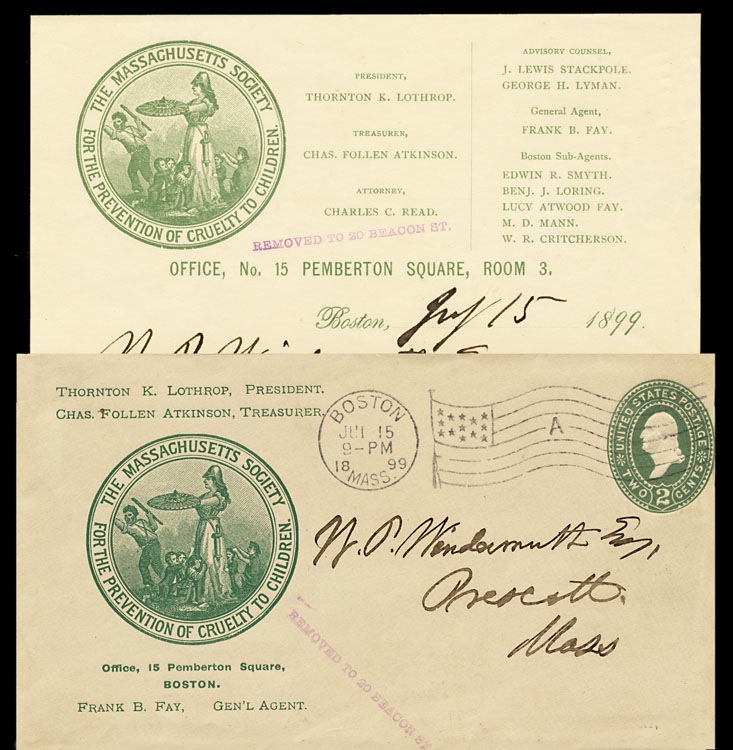 THE MASSACHUSETTS SOCIETY
FOR THE PREVENTION OF CRUELTY TO CHILDREN.
PRESIDENT,
THORNTON K. LOTHROP.
TREASURER,
CHAS. FOLLEN ATKINSON.
ATTORNEY,
CHARLES C. READ.
REMOVED TO 20 BEACON ST.
ADVISORY COUNSEL,
J. LEWIS STACKPOLE.
GEORGE H. LYMAN.
General Agent,
FRANK B. FAY.
Boston Sub-Agents.
EDWIN R. SMYTH.
BENJ. J. LORING.
LUCY ATWOOD FAY.
M. D. MANN.
W. R. CRITCHERSON.
OFFICE, No. 15 PEMBERTON SQUARE, ROOM 3.
Boston, 15 1899.
THORNTON K. LOTHROP, PRESIDENT.
CHAS. FOLLEN ATKINSON, TREASURER.
THE MASSACHUSETTS SOCIETY
FOR THE PREVENTION OF CRUELTY TO CHILDREN.
Office, 15 Pemberton Square,
BOSTON.
FRANK B. FAY, GEN'L AGENT.
BOSTON
15
9-PM
18 99
MASS.
A
UNITED STATES POSTAGE
TWO 2 CENTS
Esq.
Prescott.
Mass
REMOVED TO 20 BEACON ST.